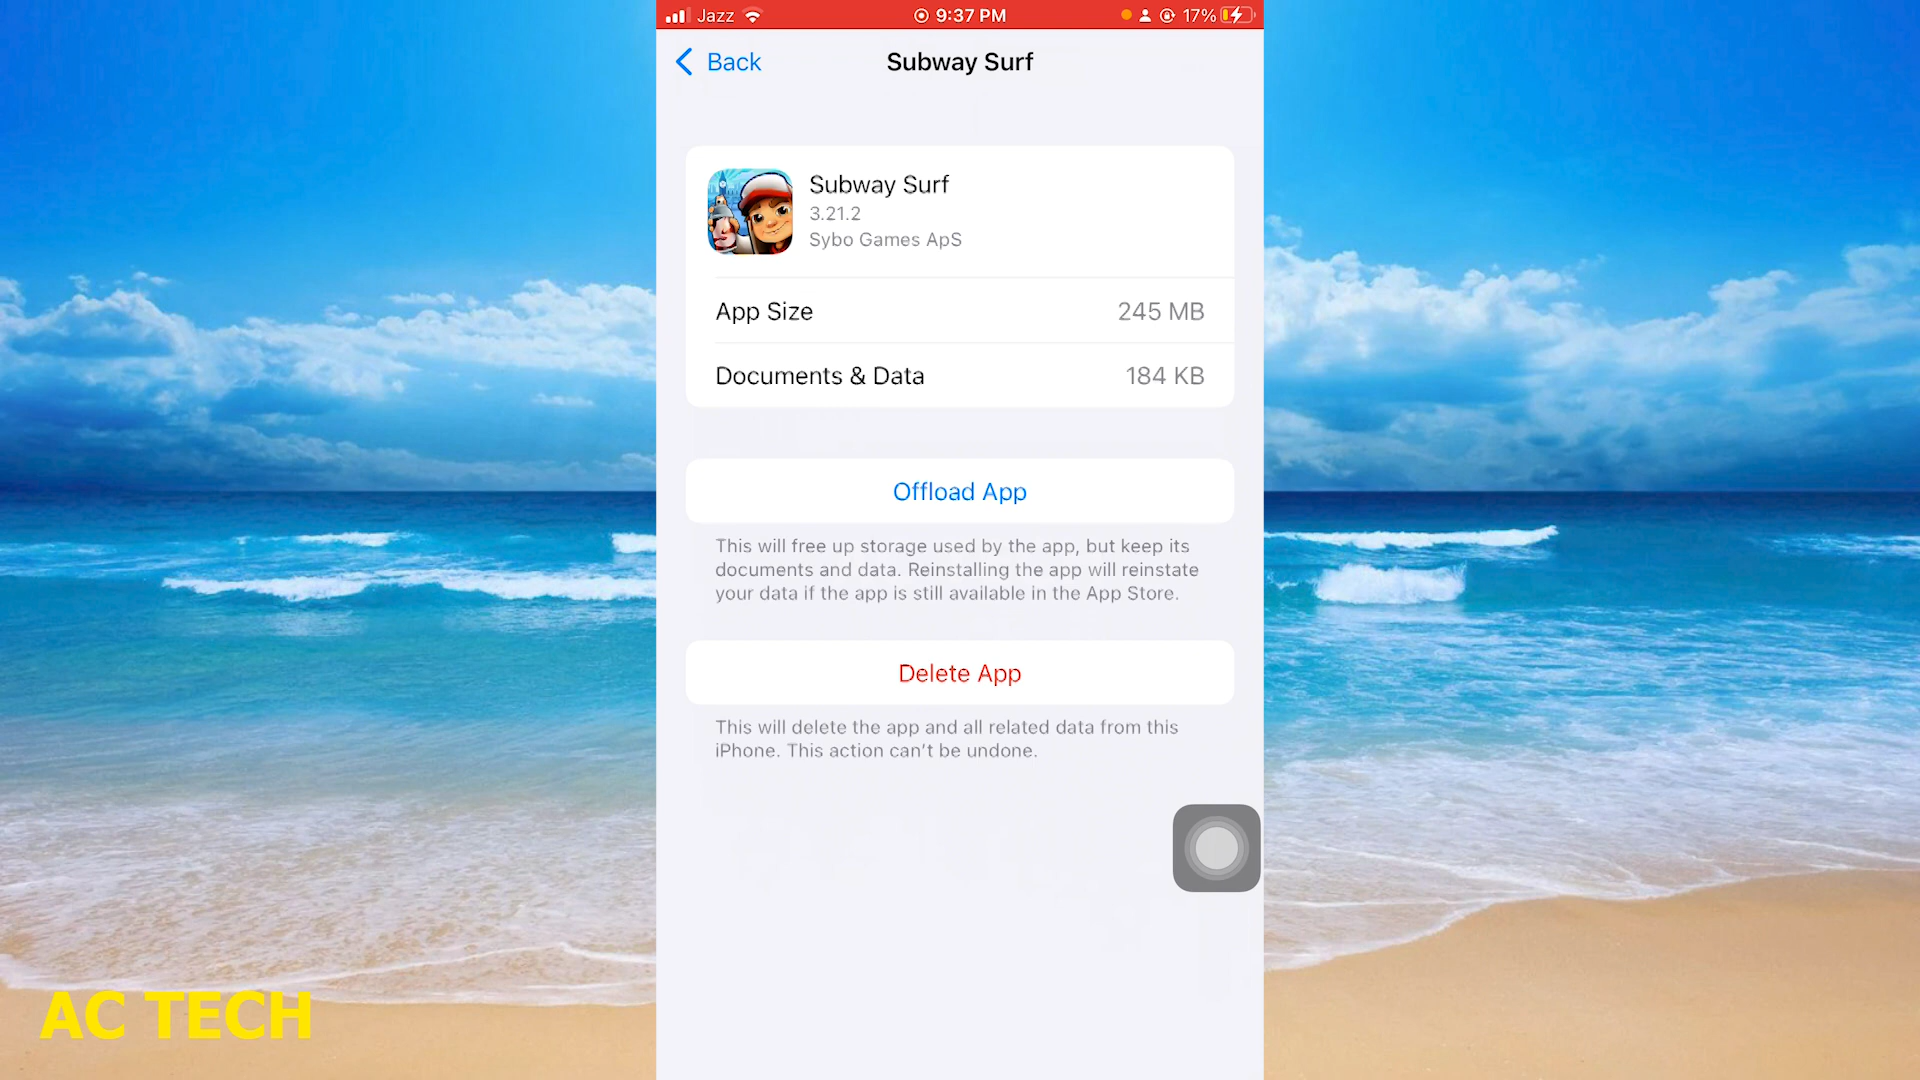 Jazz 9:37 PM 17%
Back Subway Surf
Subway Surf
3.21.2
Sybo Games ApS
App Size 245 MB
Documents & Data 184 KB
Offload App
This will free up storage used by the app, but keep its
documents and data. Reinstalling the app will reinstate
your data if the app is still available in the App Store.
Delete App
This will delete the app and all related data from this
iPhone. This action can't be undone.
AC TECH